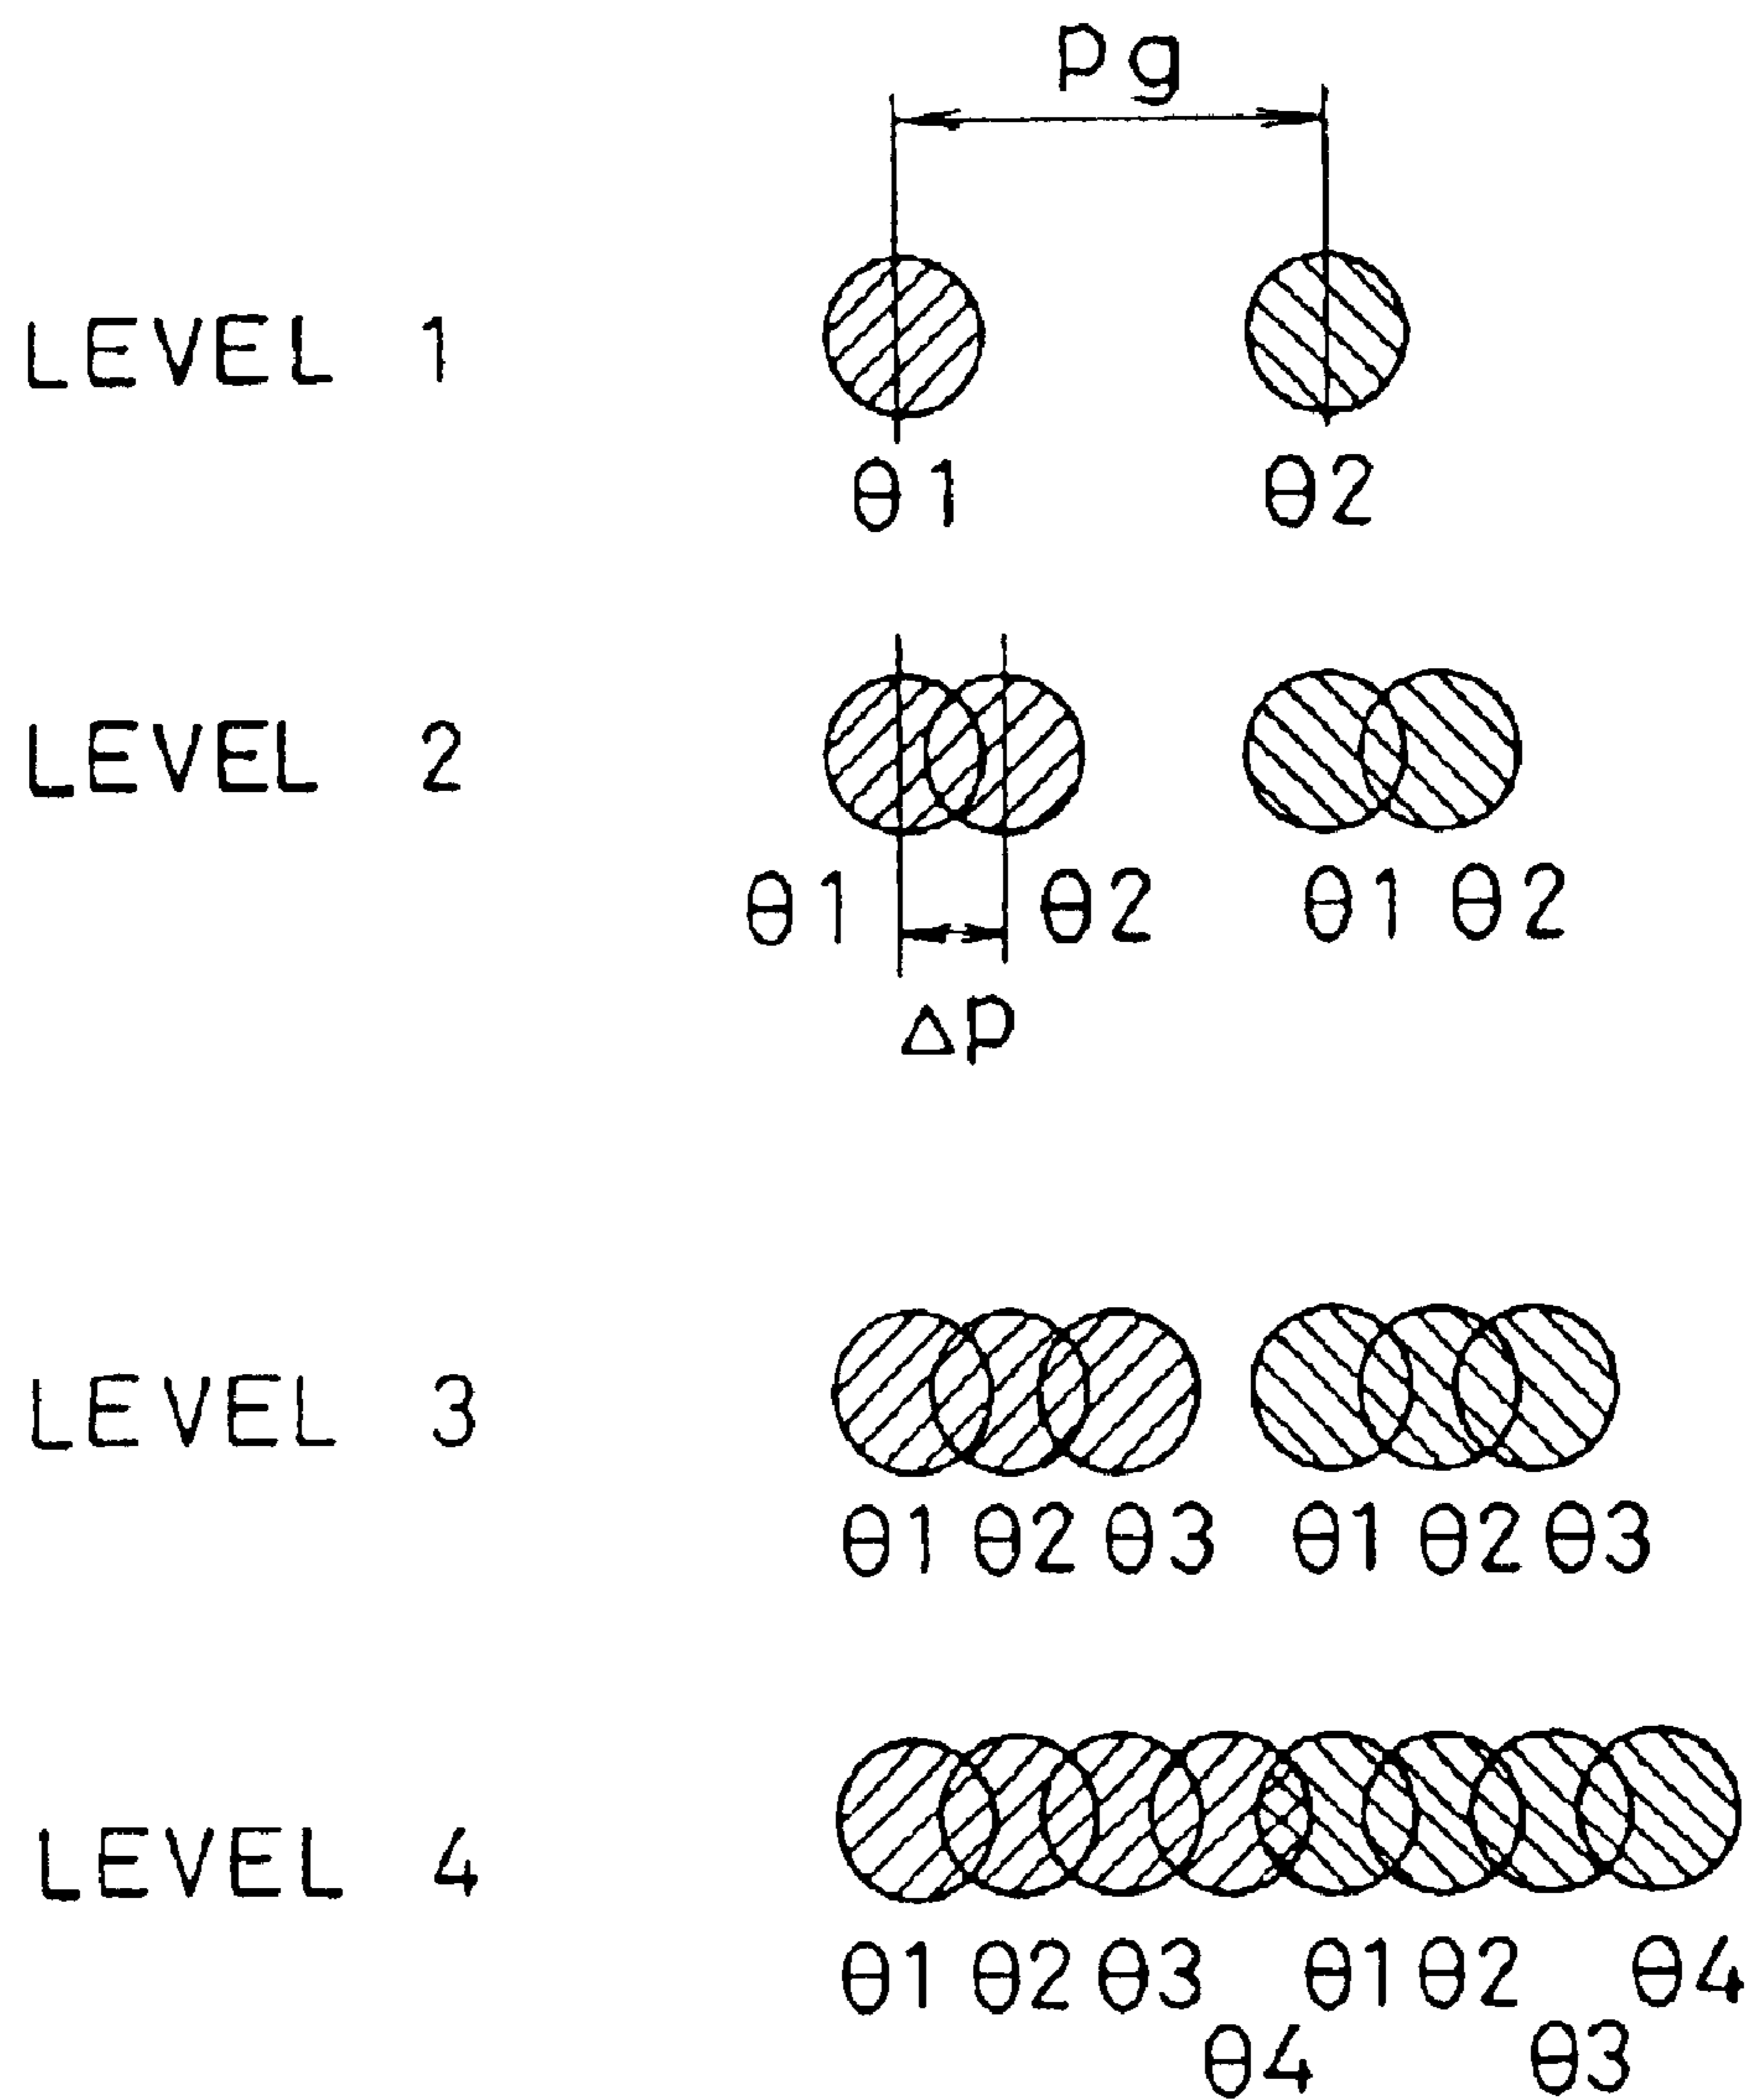 pg
LEVEL 1
θ1 θ2
LEVEL 2
θ1 θ2 θ1 θ2
Δp
LEVEL 3
θ1 θ2 θ3 θ1 θ2 θ3
LEVEL 4
θ1 θ2 θ3 θ1 θ2 θ4
θ4 θ3